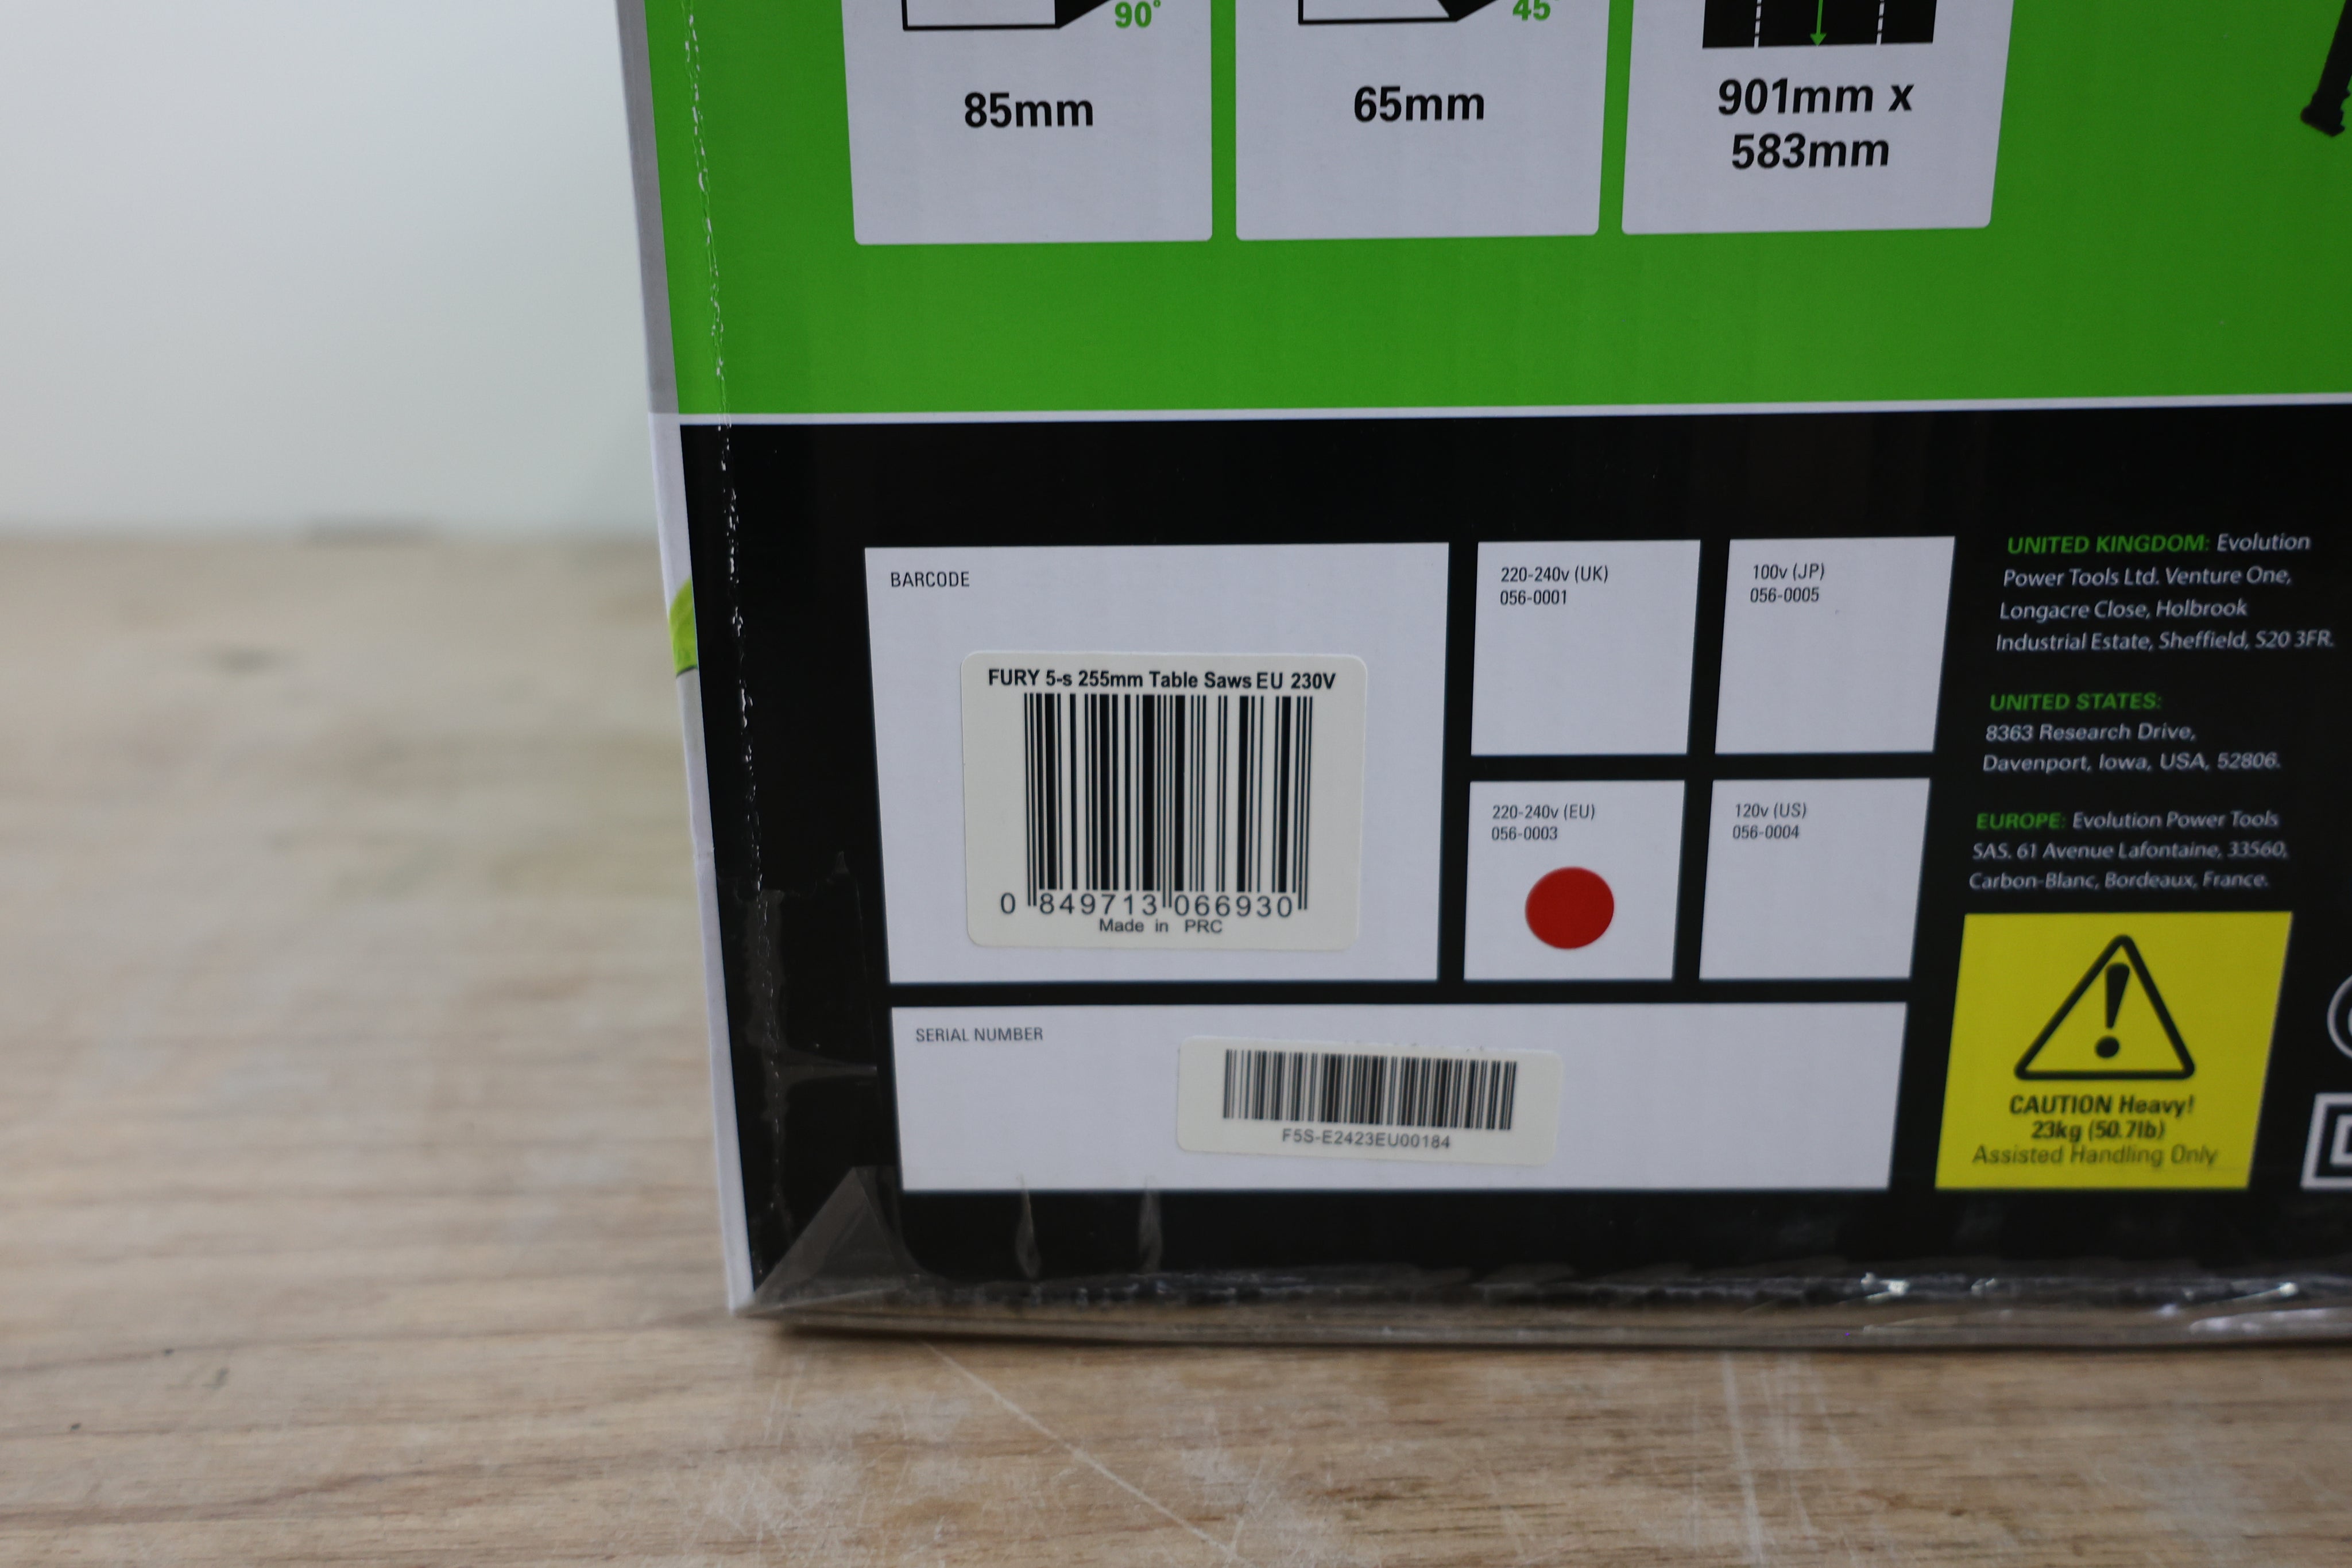 90°
45°
85mm
65mm
901mm x
583mm
BARCODE
FURY 5-s 255mm Table Saws EU 230V
0 849713 066930
Made in PRC
220-240v (UK)
056-0001
100v (JP)
056-0005
220-240v (EU)
056-0003
120v (US)
056-0004
SERIAL NUMBER
F5S-E2423EU00184
UNITED KINGDOM: Evolution
Power Tools Ltd. Venture One,
Longacre Close, Holbrook
Industrial Estate, Sheffield, S20 3FR.
UNITED STATES:
8363 Research Drive,
Davenport, Iowa, USA, 52806.
EUROPE: Evolution Power Tools
SAS. 61 Avenue Lafontaine, 33560,
Carbon-Blanc, Bordeaux, France.
CAUTION Heavy!
23kg (50.7lb)
Assisted Handling Only